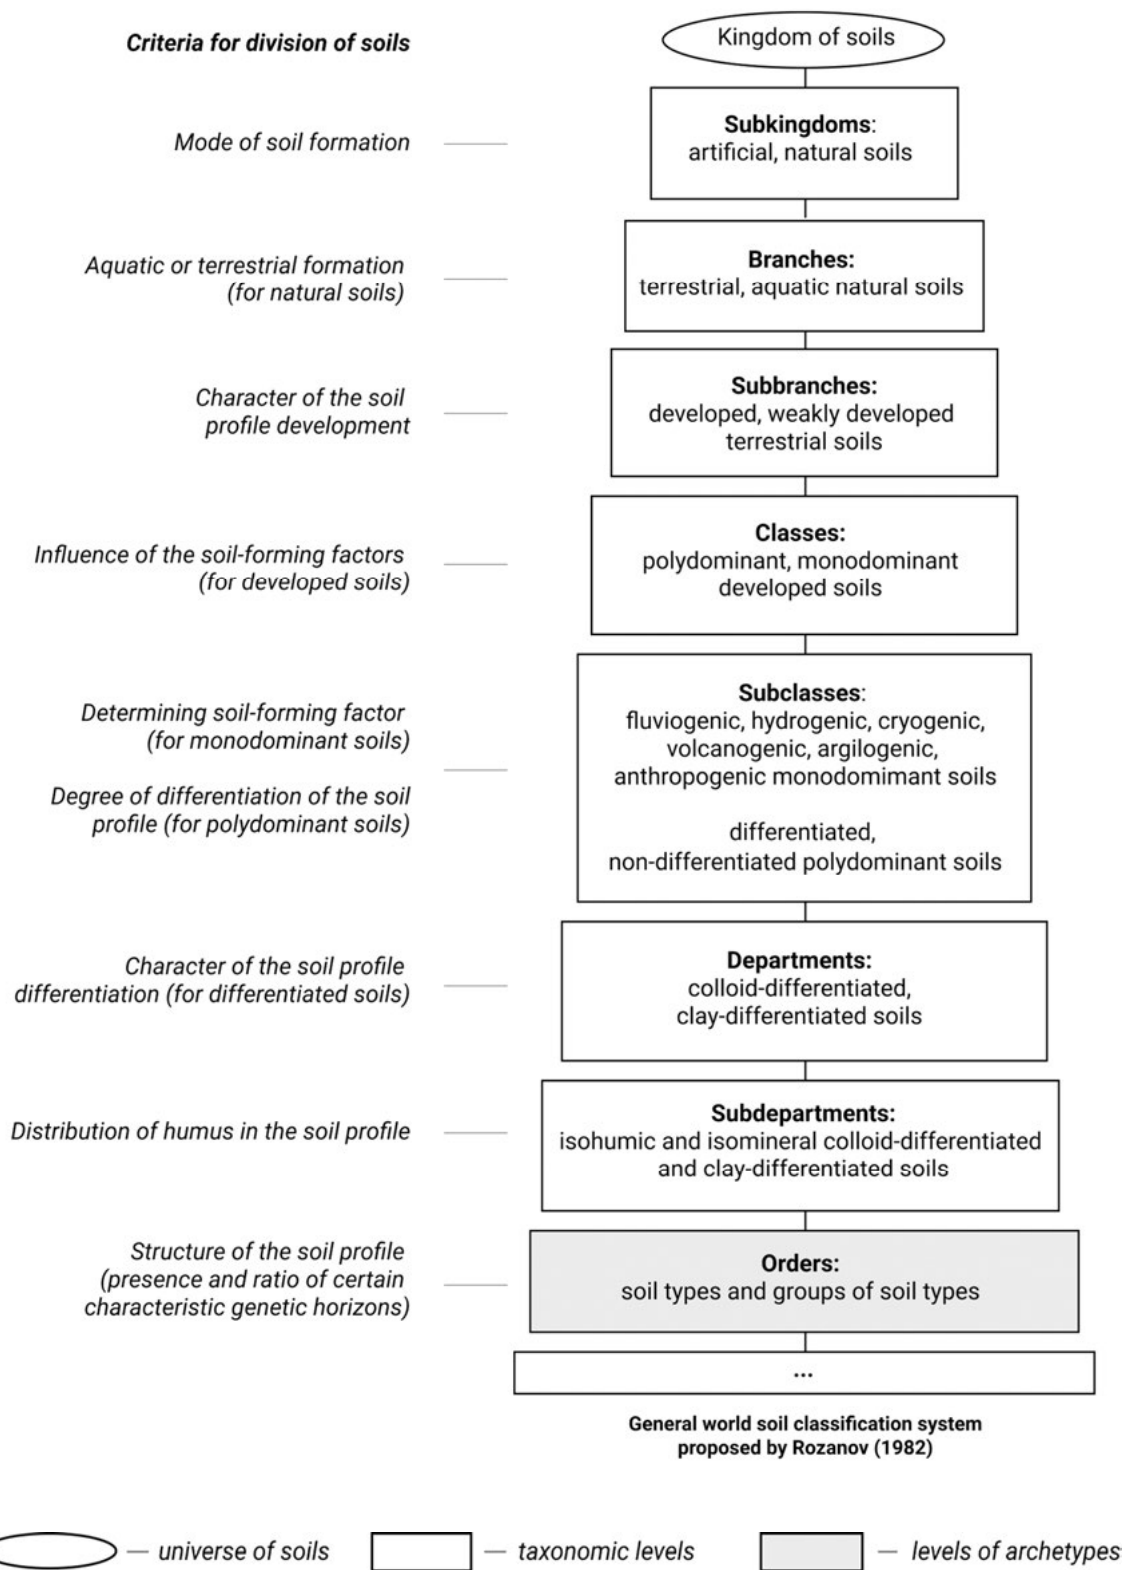 Criteria for division of soils
Kingdom of soils
Mode of soil formation
Subkingdoms:
artificial, natural soils
Aquatic or terrestrial formation
(for natural soils)
Branches:
terrestrial, aquatic natural soils
Character of the soil
profile development
Subbranches:
developed, weakly developed
terrestrial soils
Influence of the soil-forming factors
(for developed soils)
Classes:
polydominant, monodominant
developed soils
Determining soil-forming factor
(for monodominant soils)
Degree of differentiation of the soil
profile (for polydominant soils)
Subclasses:
fluviogenic, hydrogenic, cryogenic,
volcanogenic, argilogenic,
anthropogenic monodomimant soils
differentiated,
non-differentiated polydominant soils
Character of the soil profile
differentiation (for differentiated soils)
Departments:
colloid-differentiated,
clay-differentiated soils
Distribution of humus in the soil profile
Subdepartments:
isohumic and isomineral colloid-differentiated
and clay-differentiated soils
Structure of the soil profile
(presence and ratio of certain
characteristic genetic horizons)
Orders:
soil types and groups of soil types
...
General world soil classification system
proposed by Rozanov (1982)
— universe of soils
— taxonomic levels
— levels of archetypes